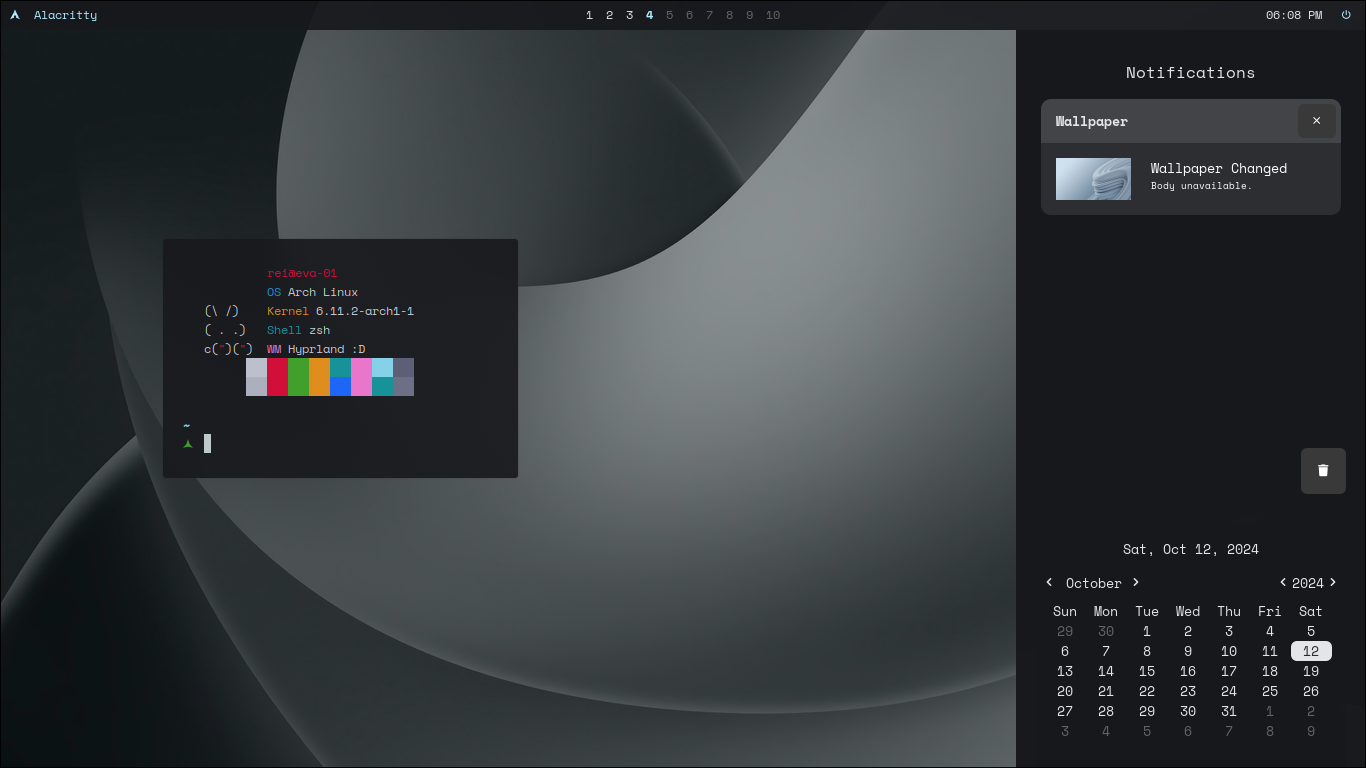 Alacritty
1 2 3 4 5 6 7 8 9 10
06:08 PM
rei@eva-01
OS Arch Linux
(\ /) Kernel 6.11.2-arch1-1
( . .) Shell zsh
c(")(") WM Hyprland :D
~
Notifications
Wallpaper
Wallpaper Changed
Body unavailable.
Sat, Oct 12, 2024
October 2024
Sun Mon Tue Wed Thu Fri Sat
29 30 1 2 3 4 5
6 7 8 9 10 11 12
13 14 15 16 17 18 19
20 21 22 23 24 25 26
27 28 29 30 31 1 2
3 4 5 6 7 8 9